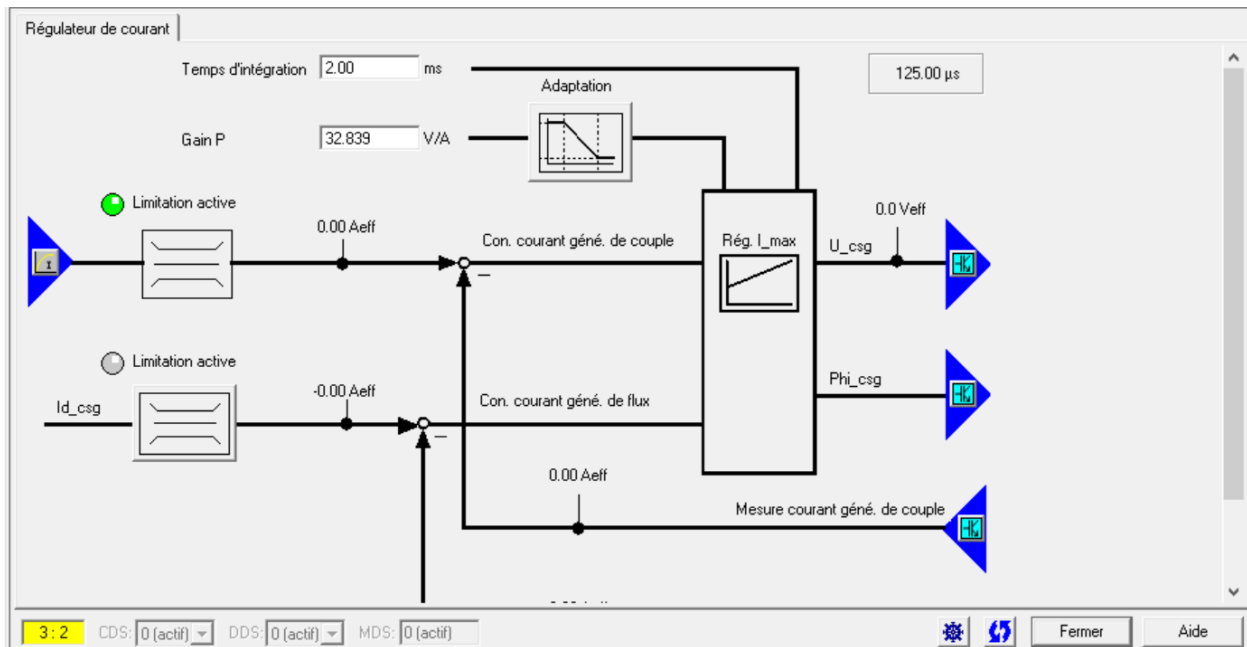 Régulateur de courant
Temps d'intégration 2.00 ms
125.00 µs
Adaptation
Gain P 32.839 V/A
Limitation active
0.00 Aeff
Con. courant géné. de couple
Rég. I_max
0.0 Veff
U_csg
Limitation active
Id_csg
-0.00 Aeff
Con. courant géné. de flux
Phi_csg
0.00 Aeff
Mesure courant géné. de couple
3 : 2 CDS: 0 (actif) DDS: 0 (actif) MDS: 0 (actif) Fermer Aide